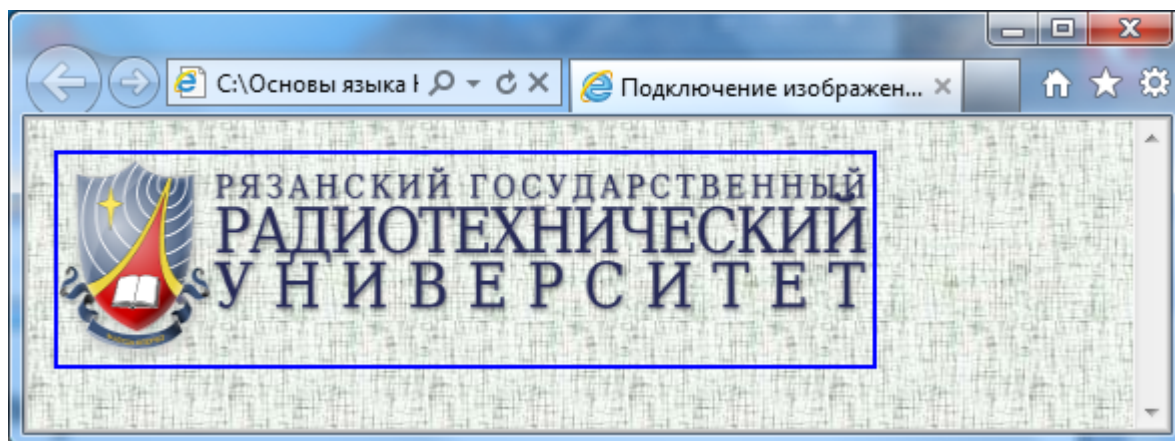 C:\Основы языка
Подключение изображен...
РЯЗАНСКИЙ ГОСУДАРСТВЕННЫЙ
РАДИОТЕХНИЧЕСКИЙ
УНИВЕРСИТЕТ